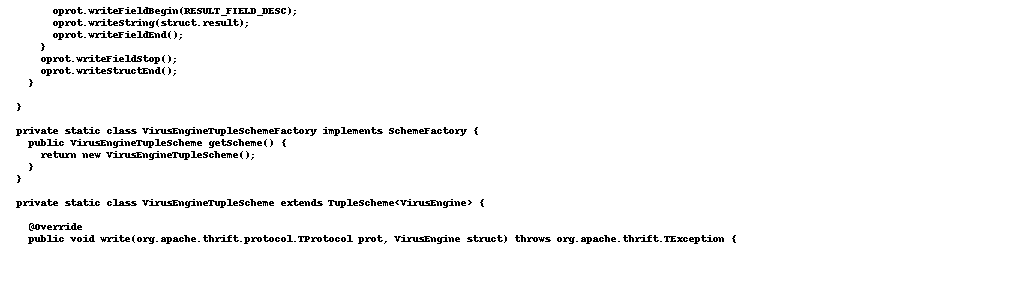 oprot.writeFieldBegin(RESULT_FIELD_DESC);
oprot.writeString(struct.result);
oprot.writeFieldEnd();
}
oprot.writeFieldStop();
oprot.writeStructEnd();
}
}
private static class VirusEngineTupleSchemeFactory implements SchemeFactory {
public VirusEngineTupleScheme getScheme() {
return new VirusEngineTupleScheme();
}
}
private static class VirusEngineTupleScheme extends TupleScheme<VirusEngine> {
@Override
public void write(org.apache.thrift.protocol.TProtocol prot, VirusEngine struct) throws org.apache.thrift.TException {